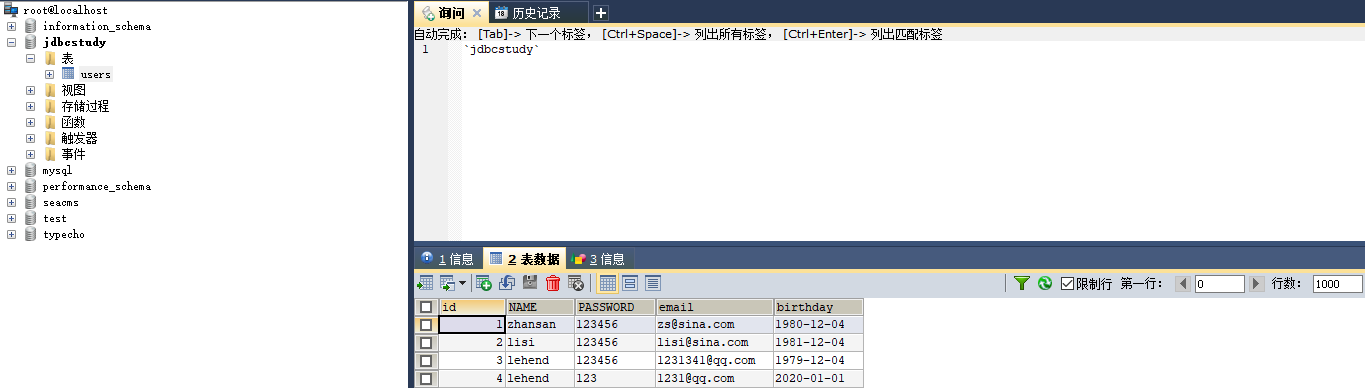 root@localhost
information_schema
jdbcstudy
表
users
视图
存储过程
函数
触发器
事件
mysql
performance_schema
seacms
test
typecho
询问 历史记录
自动完成: [Tab]-> 下一个标签, [Ctrl+Space]-> 列出所有标签, [Ctrl+Enter]-> 列出匹配标签
1 `jdbcstudy`
1 信息 2 表数据 3 信息
限制行 第一行: 0 行数: 1000
id NAME PASSWORD email birthday
1 zhansan 123456 zs@sina.com 1980-12-04
2 lisi 123456 lisi@sina.com 1981-12-04
3 lehend 123456 1231341@qq.com 1979-12-04
4 lehend 123 1231@qq.com 2020-01-01